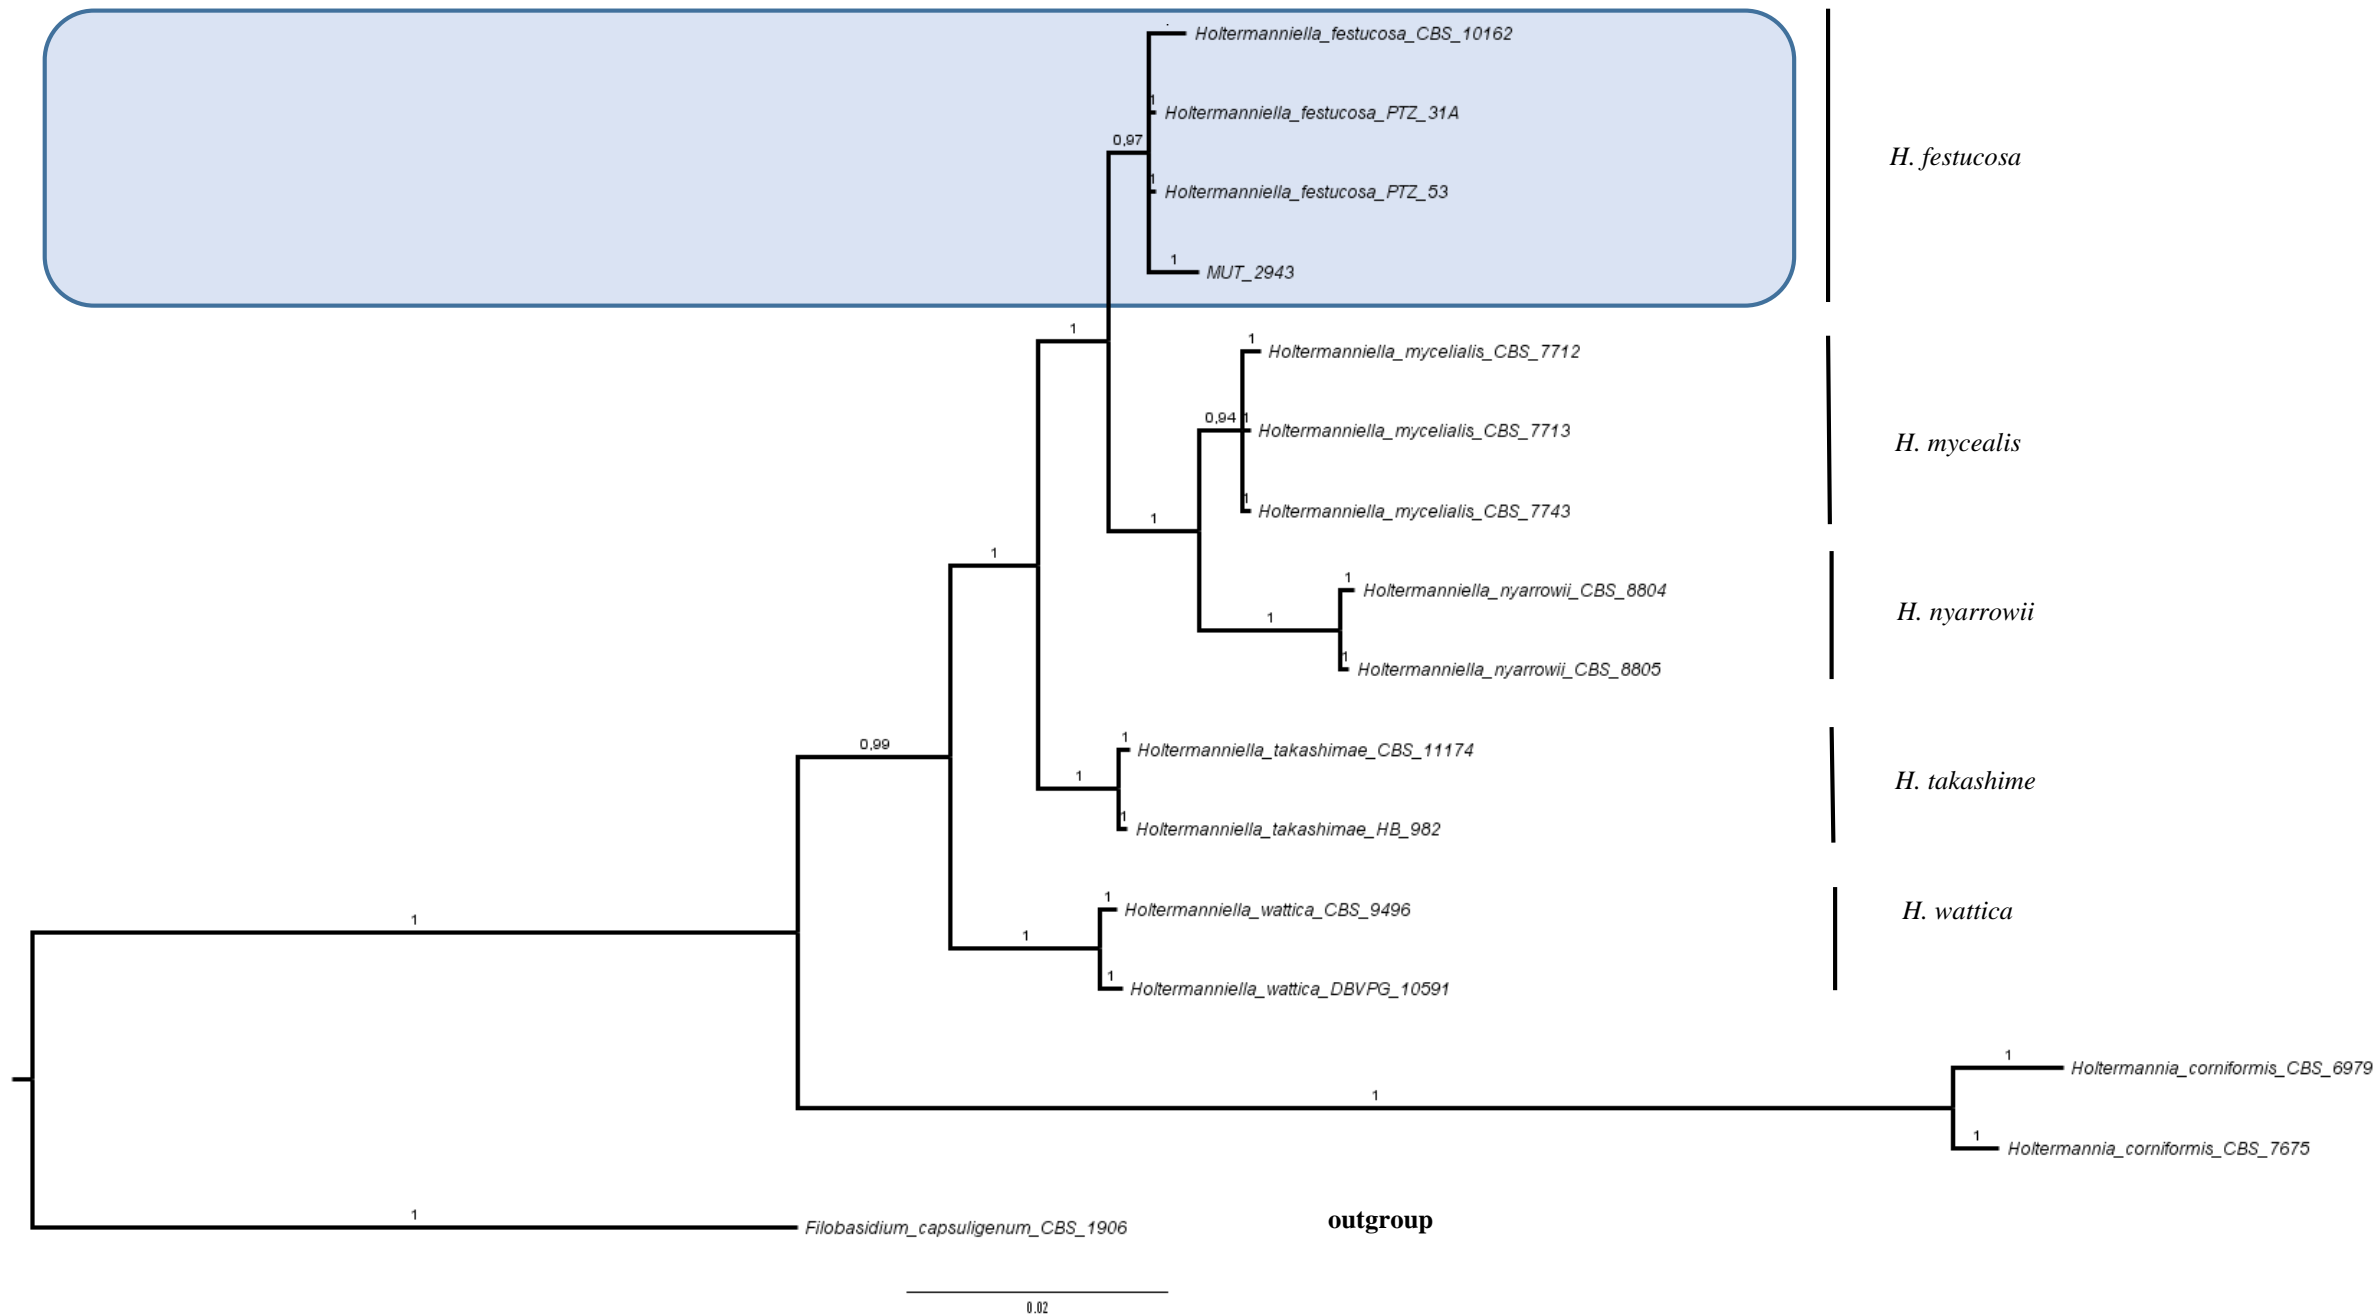 Holtermanniella_festucosa_CBS_10162
1
Holtermanniella_festucosa_PTZ_31A
0,97
H. festucosa
1
Holtermanniella_festucosa_PTZ_53
1
MUT_2943
1
1
Holtermanniella_mycelialis_CBS_7712
0,94
1
Holtermanniella_mycelialis_CBS_7713
H. mycealis
1
Holtermanniella_mycelialis_CBS_7743
1
1
1
Holtermanniella_nyarrowii_CBS_8804
1
H. nyarrowii
1
Holtermanniella_nyarrowii_CBS_8805
0,99
1
Holtermanniella_takashimae_CBS_11174
1
H. takashime
1
Holtermanniella_takashimae_HB_982
1
1
Holtermanniella_wattica_CBS_9496
H. wattica
1
1
Holtermanniella_wattica_DBVPG_10591
1
Holtermannia_corniformis_CBS_6979
1
1
Holtermannia_corniformis_CBS_7675
1
Filobasidium_capsuligenum_CBS_1906
outgroup
0.02